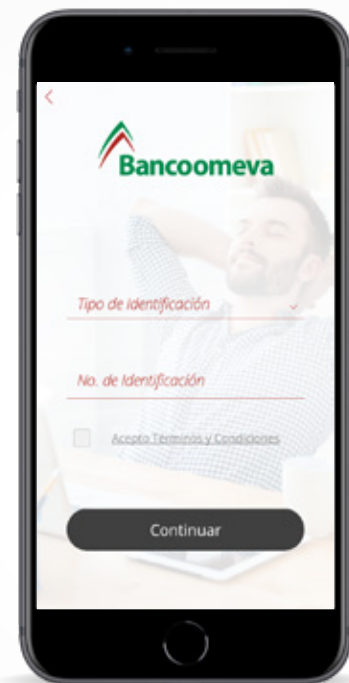 Bancoomeva
Tipo de Identificación
No. de Identificación
Acepto Términos y Condiciones
Continuar